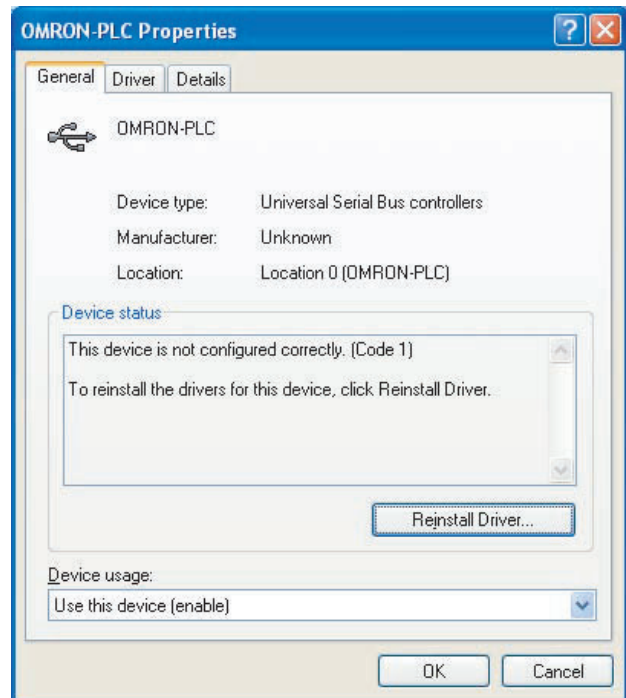 OMRON-PLC Properties
General Driver Details
OMRON-PLC
Device type: Universal Serial Bus controllers
Manufacturer: Unknown
Location: Location 0 (OMRON-PLC)
Device status
This device is not configured correctly. (Code 1)
To reinstall the drivers for this device, click Reinstall Driver.
Reinstall Driver...
Device usage:
Use this device (enable)
OK Cancel